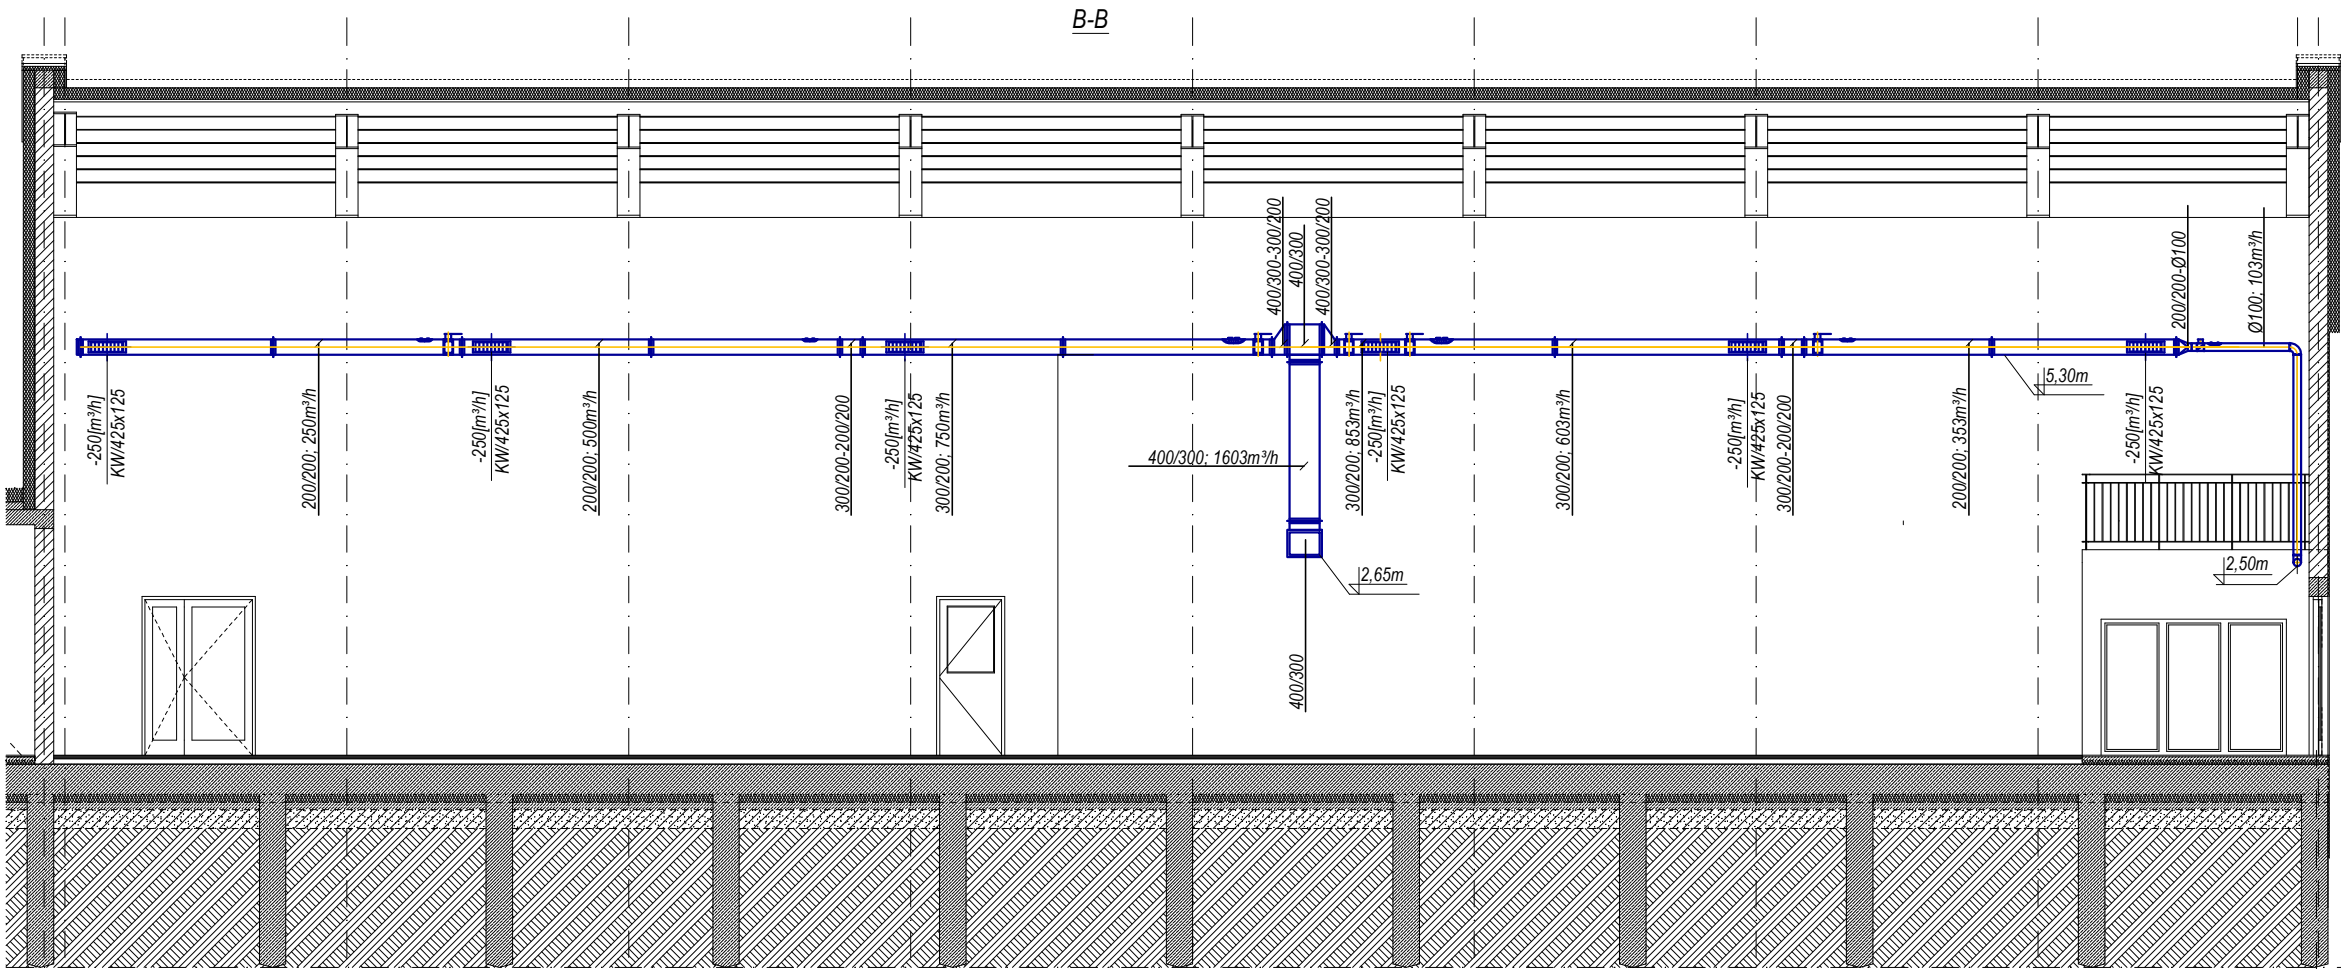 B-B
400/300-300/200
400/300
400/300-300/200
200/200-Ø100
Ø100; 103m³/h
-250[m³/h]
KW/425x125
200/200; 250m³/h
-250[m³/h]
KW/425x125
200/200; 500m³/h
300/200-200/200
-250[m³/h]
KW/425x125
300/200; 750m³/h
400/300; 1603m³/h
300/200; 853m³/h
-250[m³/h]
KW/425x125
300/200; 603m³/h
-250[m³/h]
KW/425x125
300/200-200/200
200/200; 353m³/h
5,30m
-250[m³/h]
KW/425x125
2,65m
2,50m
400/300